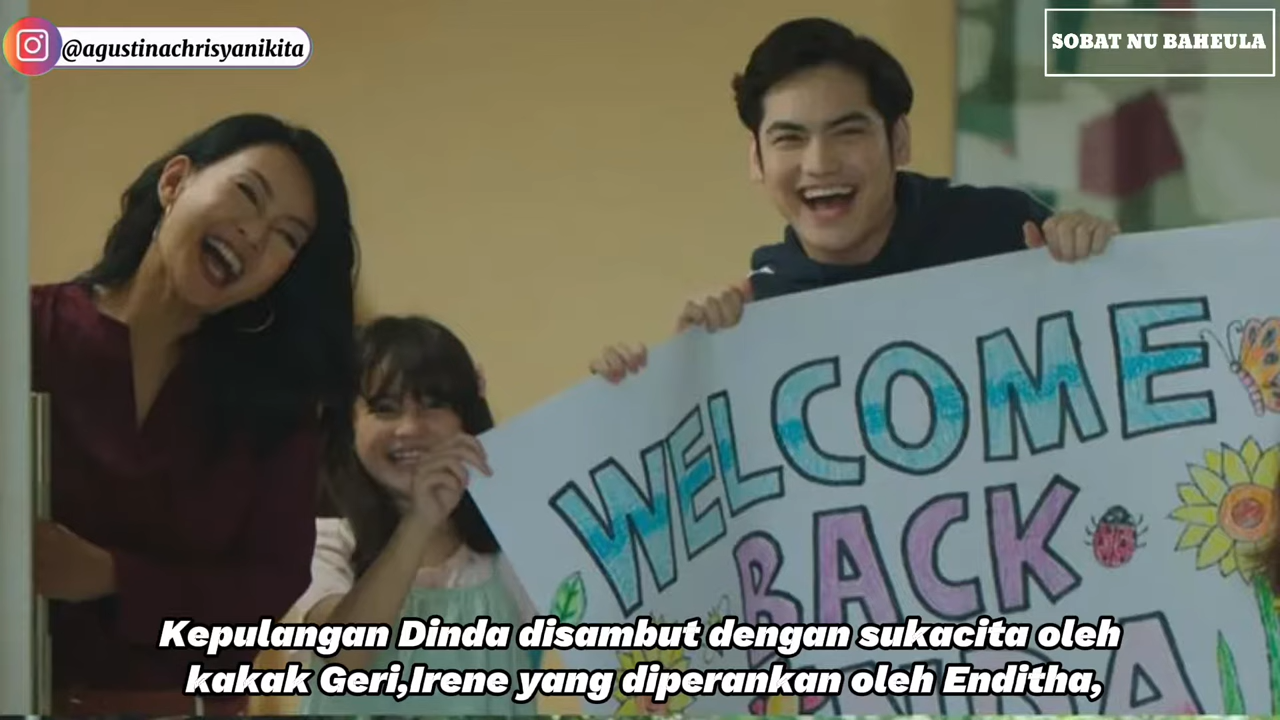 @agustinachrisyanikita
SOBAT NU BAHEULA
WELCOME
BACK
Kepulangan Dinda disambut dengan sukacita oleh
kakak Geri,Irene yang diperankan oleh Enditha,